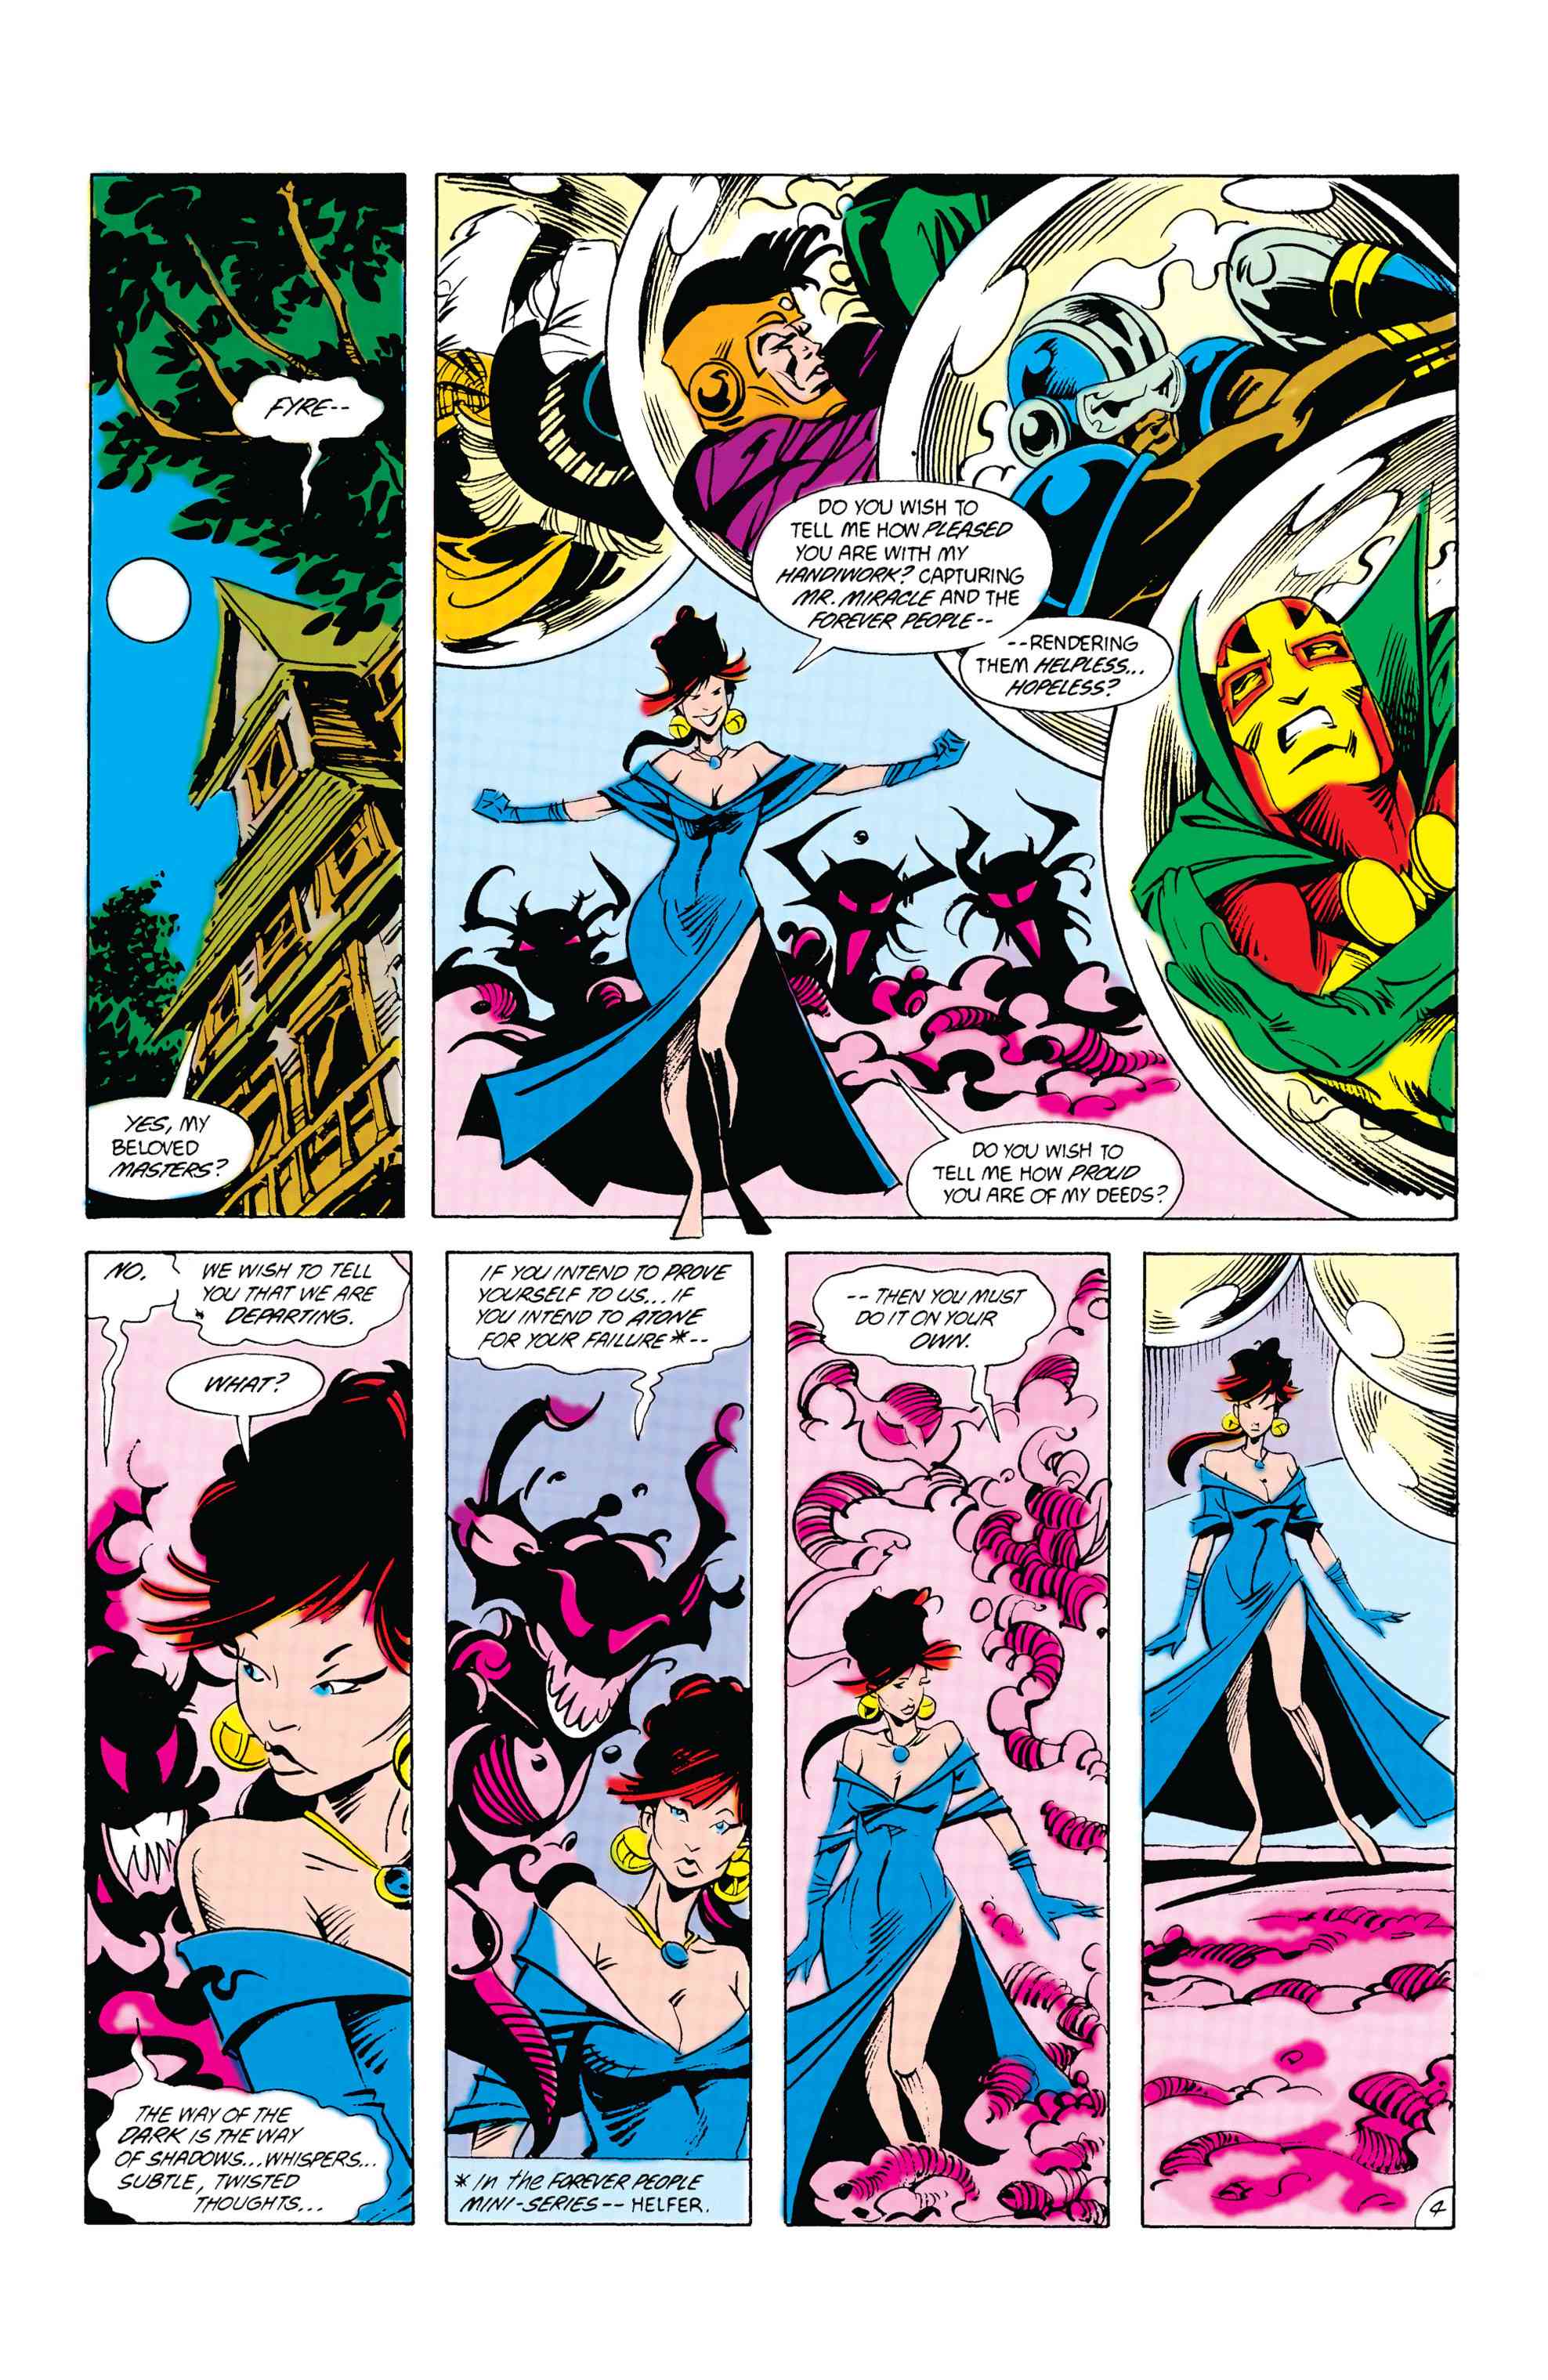 FYRE--
YES, MY
BELOVED
MASTERS?
DO YOU WISH TO
TELL ME HOW PLEASED
YOU ARE WITH MY
HANDIWORK? CAPTURING
MR. MIRACLE AND THE
FOREVER PEOPLE--
--RENDERING
THEM HELPLESS...
HOPELESS?
DO YOU WISH TO
TELL ME HOW PROUD
YOU ARE OF MY DEEDS?
NO.
WE WISH TO TELL
YOU THAT WE ARE
DEPARTING.
WHAT?
THE WAY OF THE
DARK IS THE WAY
OF SHADOWS...WHISPERS...
SUBTLE, TWISTED
THOUGHTS...
IF YOU INTEND TO PROVE
YOURSELF TO US... IF
YOU INTEND TO ATONE
FOR YOUR FAILURE*--
*In the FOREVER PEOPLE
MINI-SERIES-- HELFER.
-- THEN YOU MUST
DO IT ON YOUR
OWN.
4